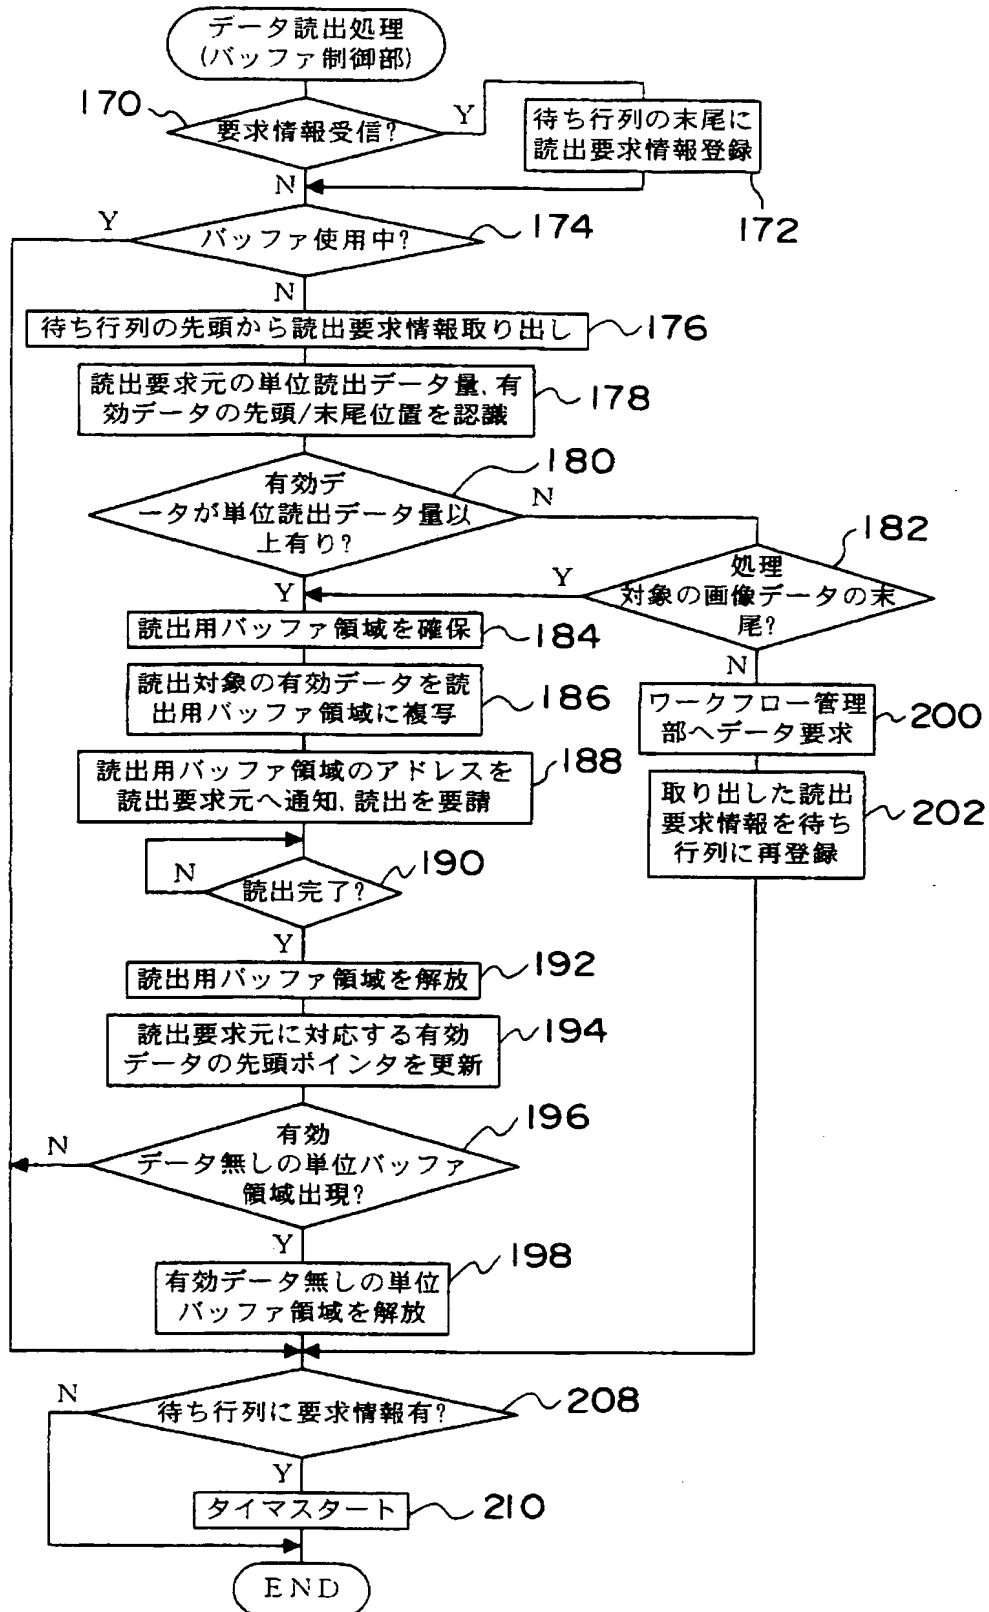 データ読出処理
(バッファ制御部)
170
要求情報受信?
Y
待ち行列の末尾に
読出要求情報登録
172
N
Y
バッファ使用中?
174
N
待ち行列の先頭から読出要求情報取り出し
176
読出要求元の単位読出データ量、有
効データの先頭/末尾位置を認識
178
180
有効デ
ータが単位読出データ量以
上有り?
N
182
処理
対象の画像データの末
尾?
Y
Y
N
読出用バッファ領域を確保
184
読出対象の有効データを読
出用バッファ領域に複写
186
ワークフロー管理
部へデータ要求
200
読出用バッファ領域のアドレスを
読出要求元へ通知、読出を要請
188
取り出した読出
要求情報を待ち
行列に再登録
202
190
N
読出完了?
Y
読出用バッファ領域を解放
192
読出要求元に対応する有効
データの先頭ポインタを更新
194
196
N
有効
データ無しの単位バッファ
領域出現?
Y
198
有効データ無しの単位
バッファ領域を解放
N
待ち行列に要求情報有?
208
Y
タイマスタート
210
END